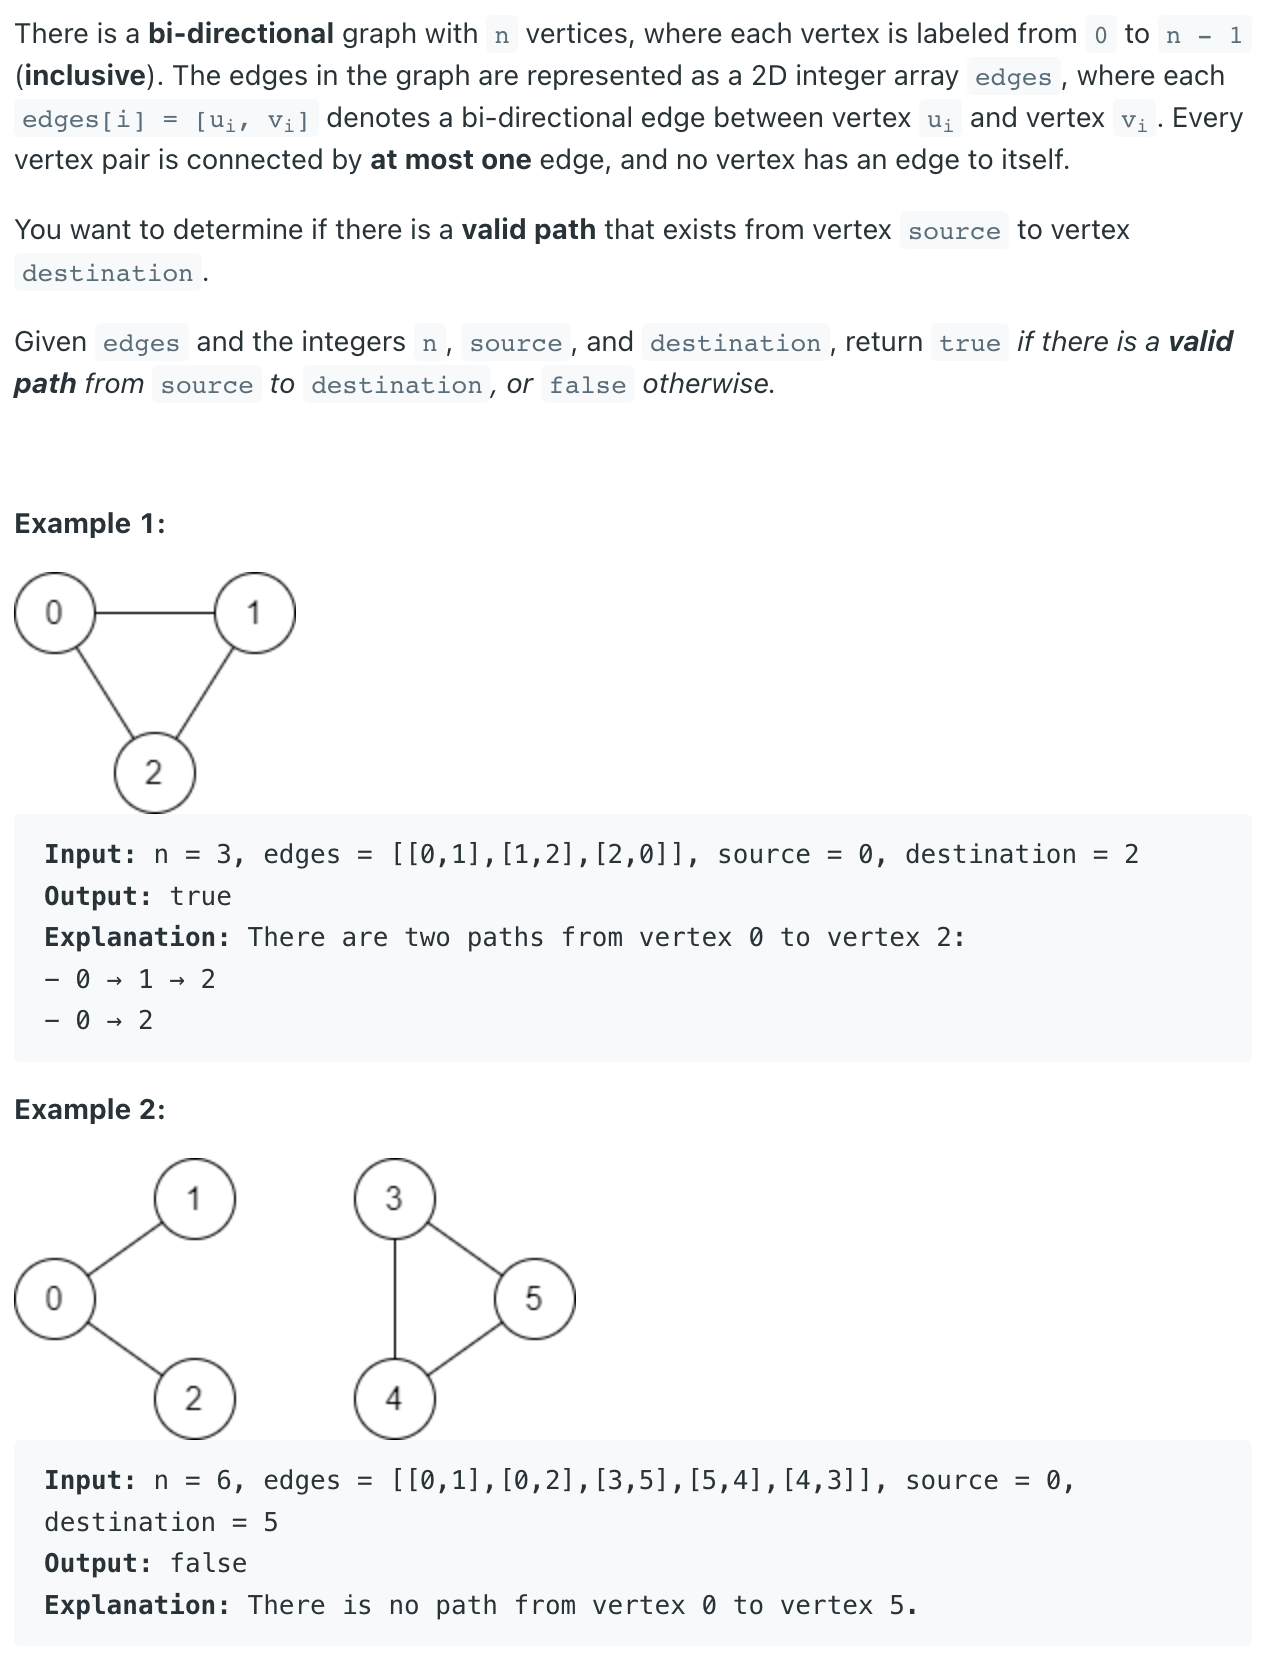 There is a bi-directional graph with n vertices, where each vertex is labeled from 0 to n - 1
(inclusive). The edges in the graph are represented as a 2D integer array edges, where each
edges[i] = [uᵢ, vᵢ] denotes a bi-directional edge between vertex uᵢ and vertex vᵢ. Every
vertex pair is connected by at most one edge, and no vertex has an edge to itself.
You want to determine if there is a valid path that exists from vertex source to vertex
destination.
Given edges and the integers n, source, and destination, return true if there is a valid
path from source to destination, or false otherwise.
Example 1:
0
1
2
Input: n = 3, edges = [[0,1],[1,2],[2,0]], source = 0, destination = 2
Output: true
Explanation: There are two paths from vertex 0 to vertex 2:
– 0 → 1 → 2
– 0 → 2
Example 2:
1
3
0
5
2
4
Input: n = 6, edges = [[0,1],[0,2],[3,5],[5,4],[4,3]], source = 0,
destination = 5
Output: false
Explanation: There is no path from vertex 0 to vertex 5.